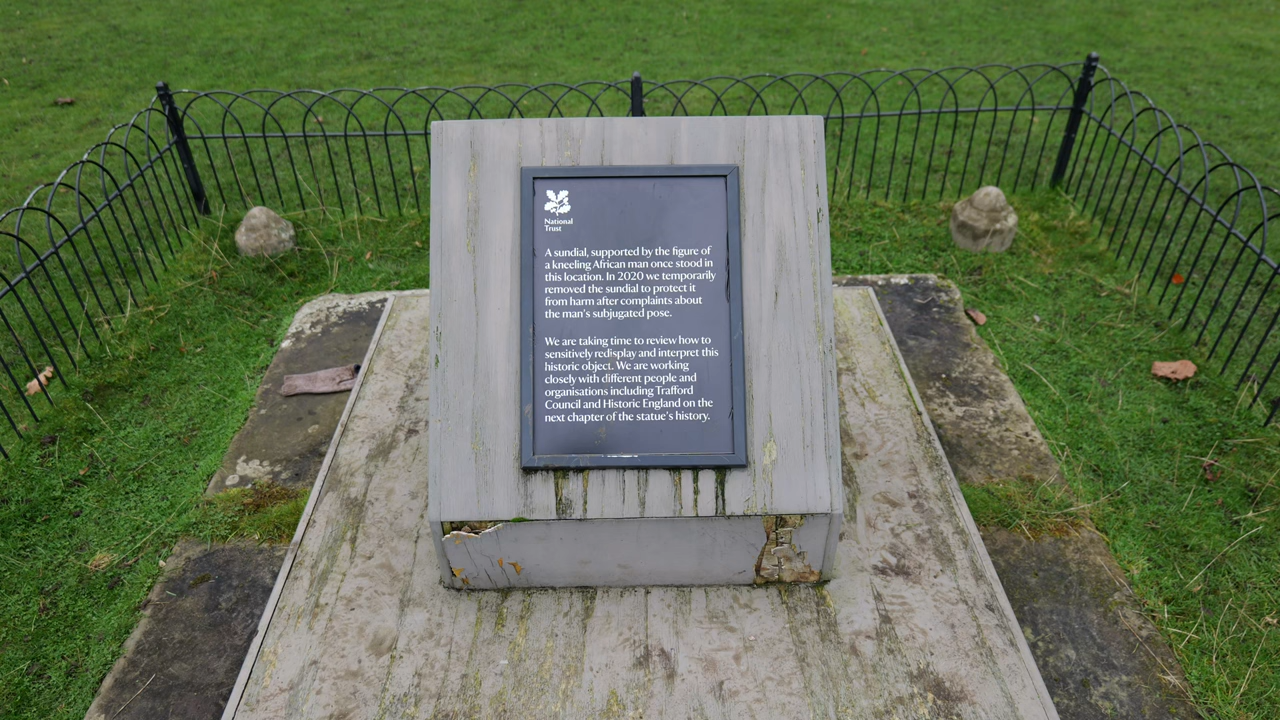 National
Trust
A sundial, supported by the figure of
a kneeling African man once stood in
this location. In 2020 we temporarily
removed the sundial to protect it
from harm after complaints about
the man's subjugated pose.
We are taking time to review how to
sensitively redisplay and interpret this
historic object. We are working
closely with different people and
organisations including Trafford
Council and Historic England on the
next chapter of the statue's history.